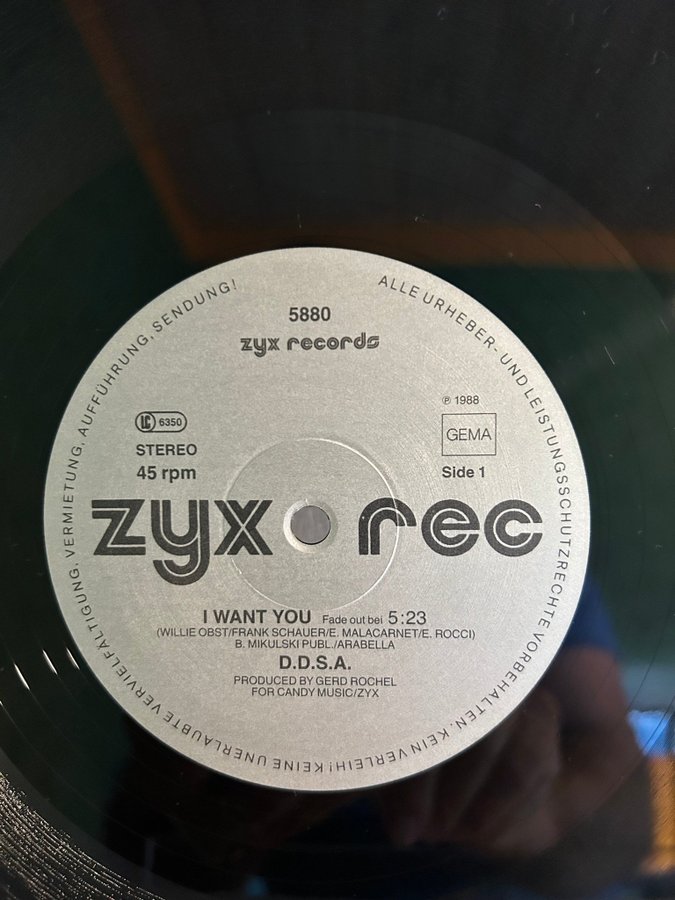 5880
zyx records
℗ 1988
LC 6350
GEMA
STEREO
45 rpm
Side 1
zyx rec
I WANT YOU Fade out bei 5:23
(WILLIE OBST/FRANK SCHAUER/E. MALACARNET/E. ROCCI)
B. MIKULSKI PUBL./ARABELLA
D.D.S.A.
PRODUCED BY GERD ROCHEL
FOR CANDY MUSIC/ZYX
ALLE URHEBER- UND LEISTUNGSSCHUTZRECHTE VORBEHALTEN. KEIN VERLEIH! KEINE UNERLAUBTE VERVIELFÄLTIGUNG, VERMIETUNG, AUFFÜHRUNG, SENDUNG!